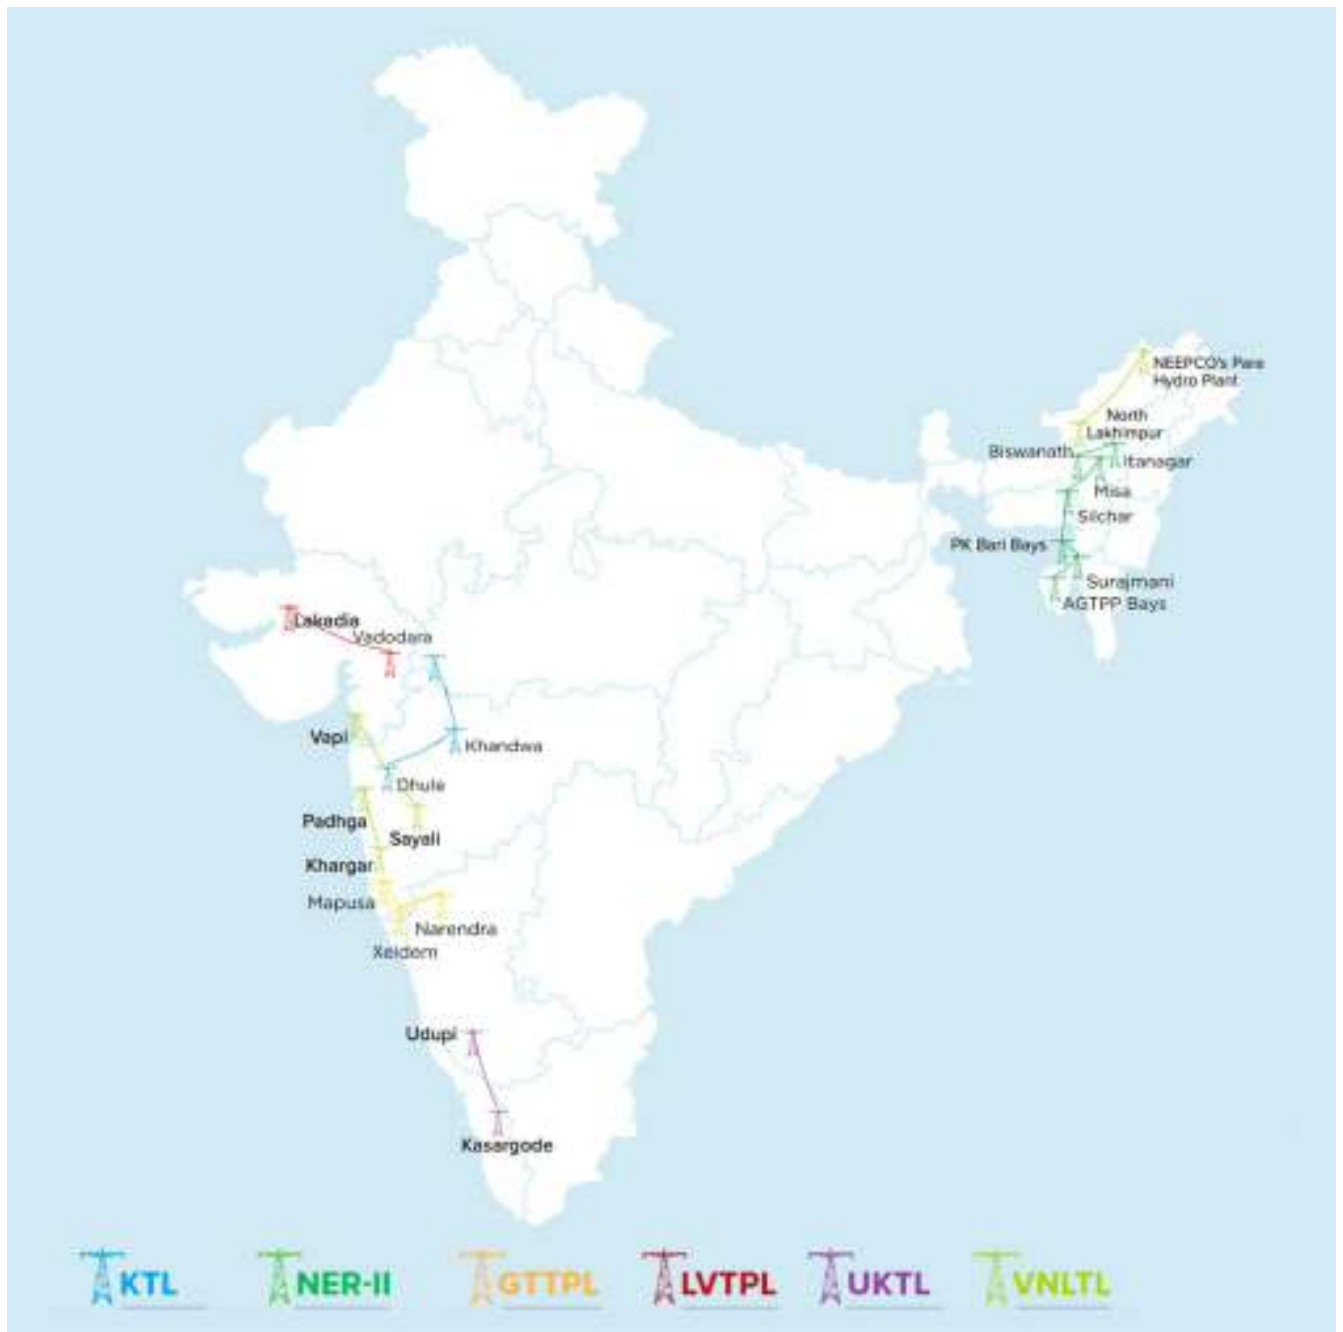 NEEPCO's Pare
Hydro Plant
North
Lakhimpur
Biswanath
Itanagar
Misa
Silchar
PK Bari Bays
Surajmani
AGTPP Bays
Lakadia
Vadodara
Vapi
Khandwa
Dhule
Padhga
Sayali
Khargar
Mapusa
Narendra
Xeldem
Udupi
Kasargode
KTL
NER-II
GTTPL
LVTPL
UKTL
VNLTL